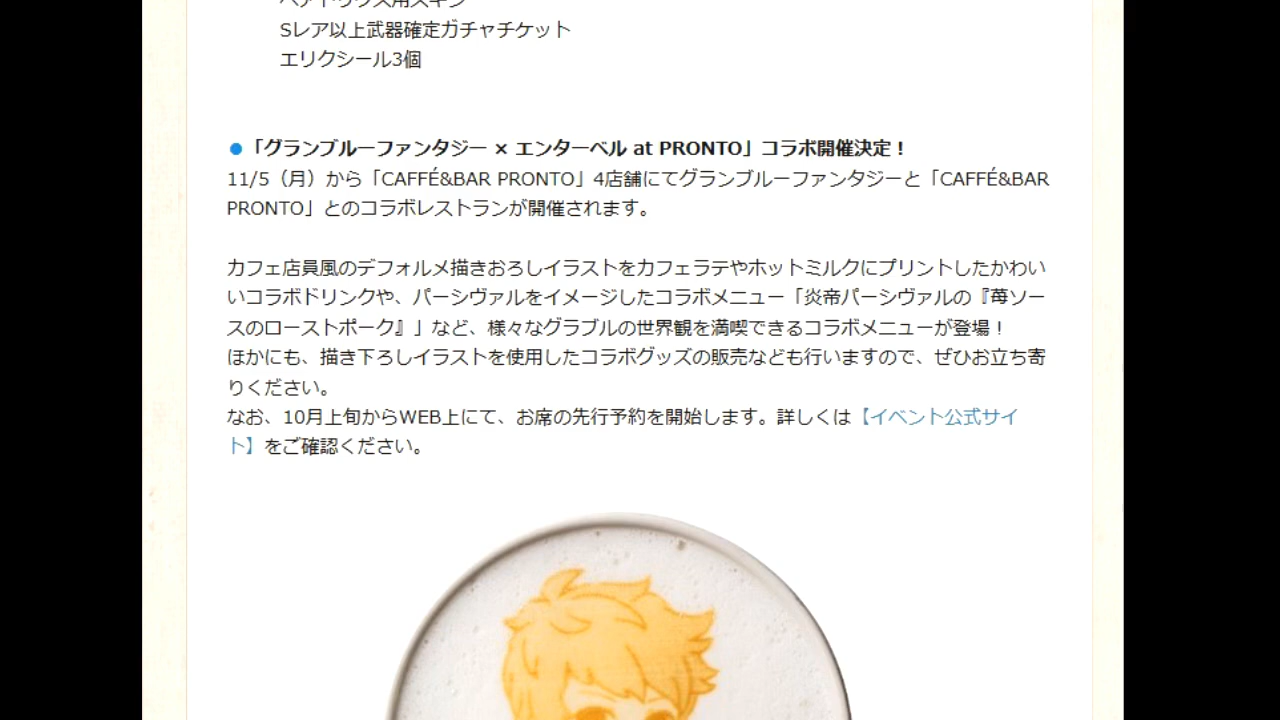 Sレア以上武器確定ガチャチケット
エリクシール3個
●「グランブルーファンタジー × エンターベル at PRONTO」コラボ開催決定！
11/5（月）から「CAFFÉ&BAR PRONTO」4店舗にてグランブルーファンタジーと「CAFFÉ&BAR
PRONTO」とのコラボレストランが開催されます。
カフェ店員風のデフォルメ描きおろしイラストをカフェラテやホットミルクにプリントしたかわい
いコラボドリンクや、パーシヴァルをイメージしたコラボメニュー「炎帝パーシヴァルの『苺ソー
スのローストポーク』」など、様々なグラブルの世界観を満喫できるコラボメニューが登場！
ほかにも、描き下ろしイラストを使用したコラボグッズの販売なども行いますので、ぜひお立ち寄
りください。
なお、10月上旬からWEB上にて、お席の先行予約を開始します。詳しくは【イベント公式サイ
ト】をご確認ください。